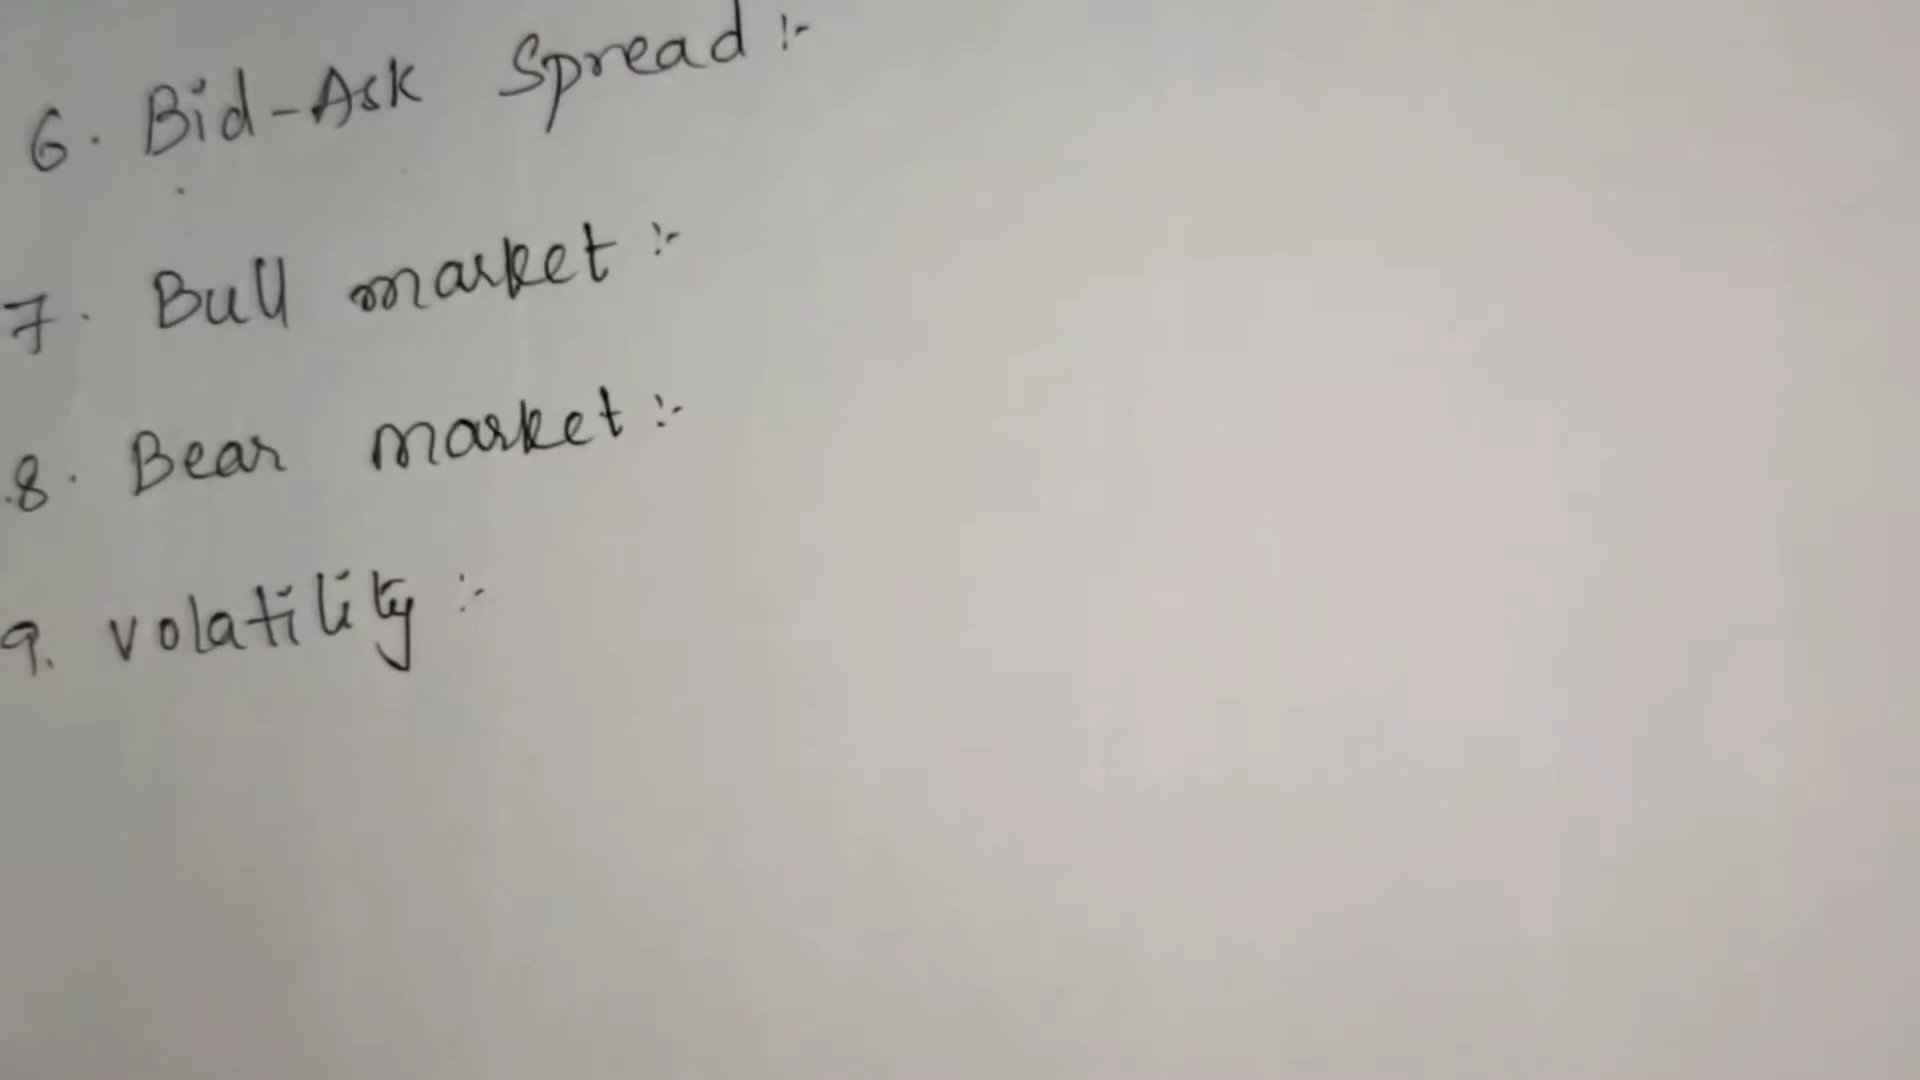 6. Bid-Ask Spread :-
7. Bull market :-
8. Bear market :-
9. volatility :-